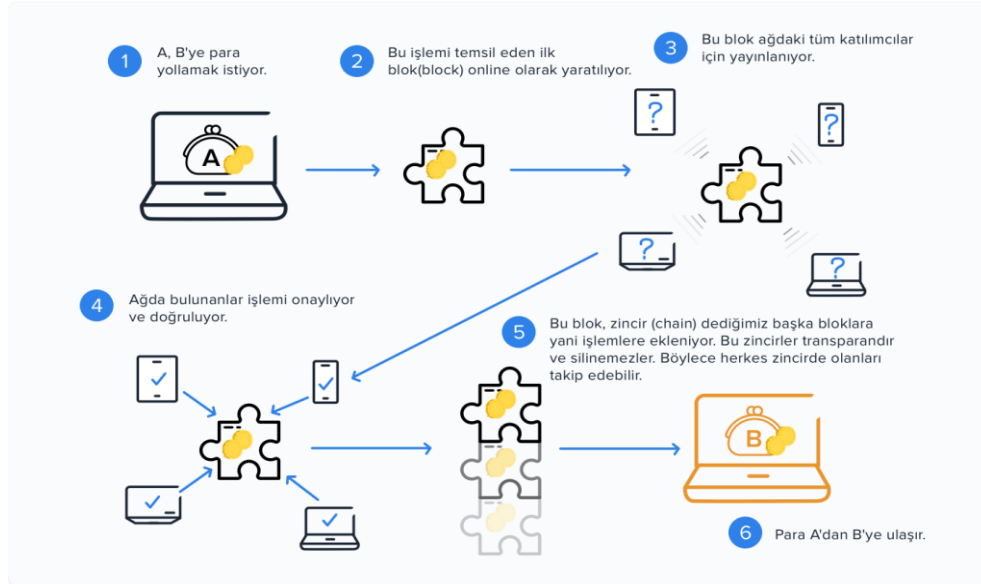 1
A, B'ye para
yollamak istiyor.
2
Bu işlemi temsil eden ilk
blok(block) online olarak yaratılıyor.
3
Bu blok ağdaki tüm katılımcılar
için yayınlanıyor.
A
?
?
?
?
4
Ağda bulunanlar işlemi onaylıyor
ve doğruluyor.
5
Bu blok, zincir (chain) dediğimiz başka bloklara
yani işlemlere ekleniyor. Bu zincirler transparandır
ve silinemezler. Böylece herkes zincirde olanları
takip edebilir.
B
6
Para A'dan B'ye ulaşır.